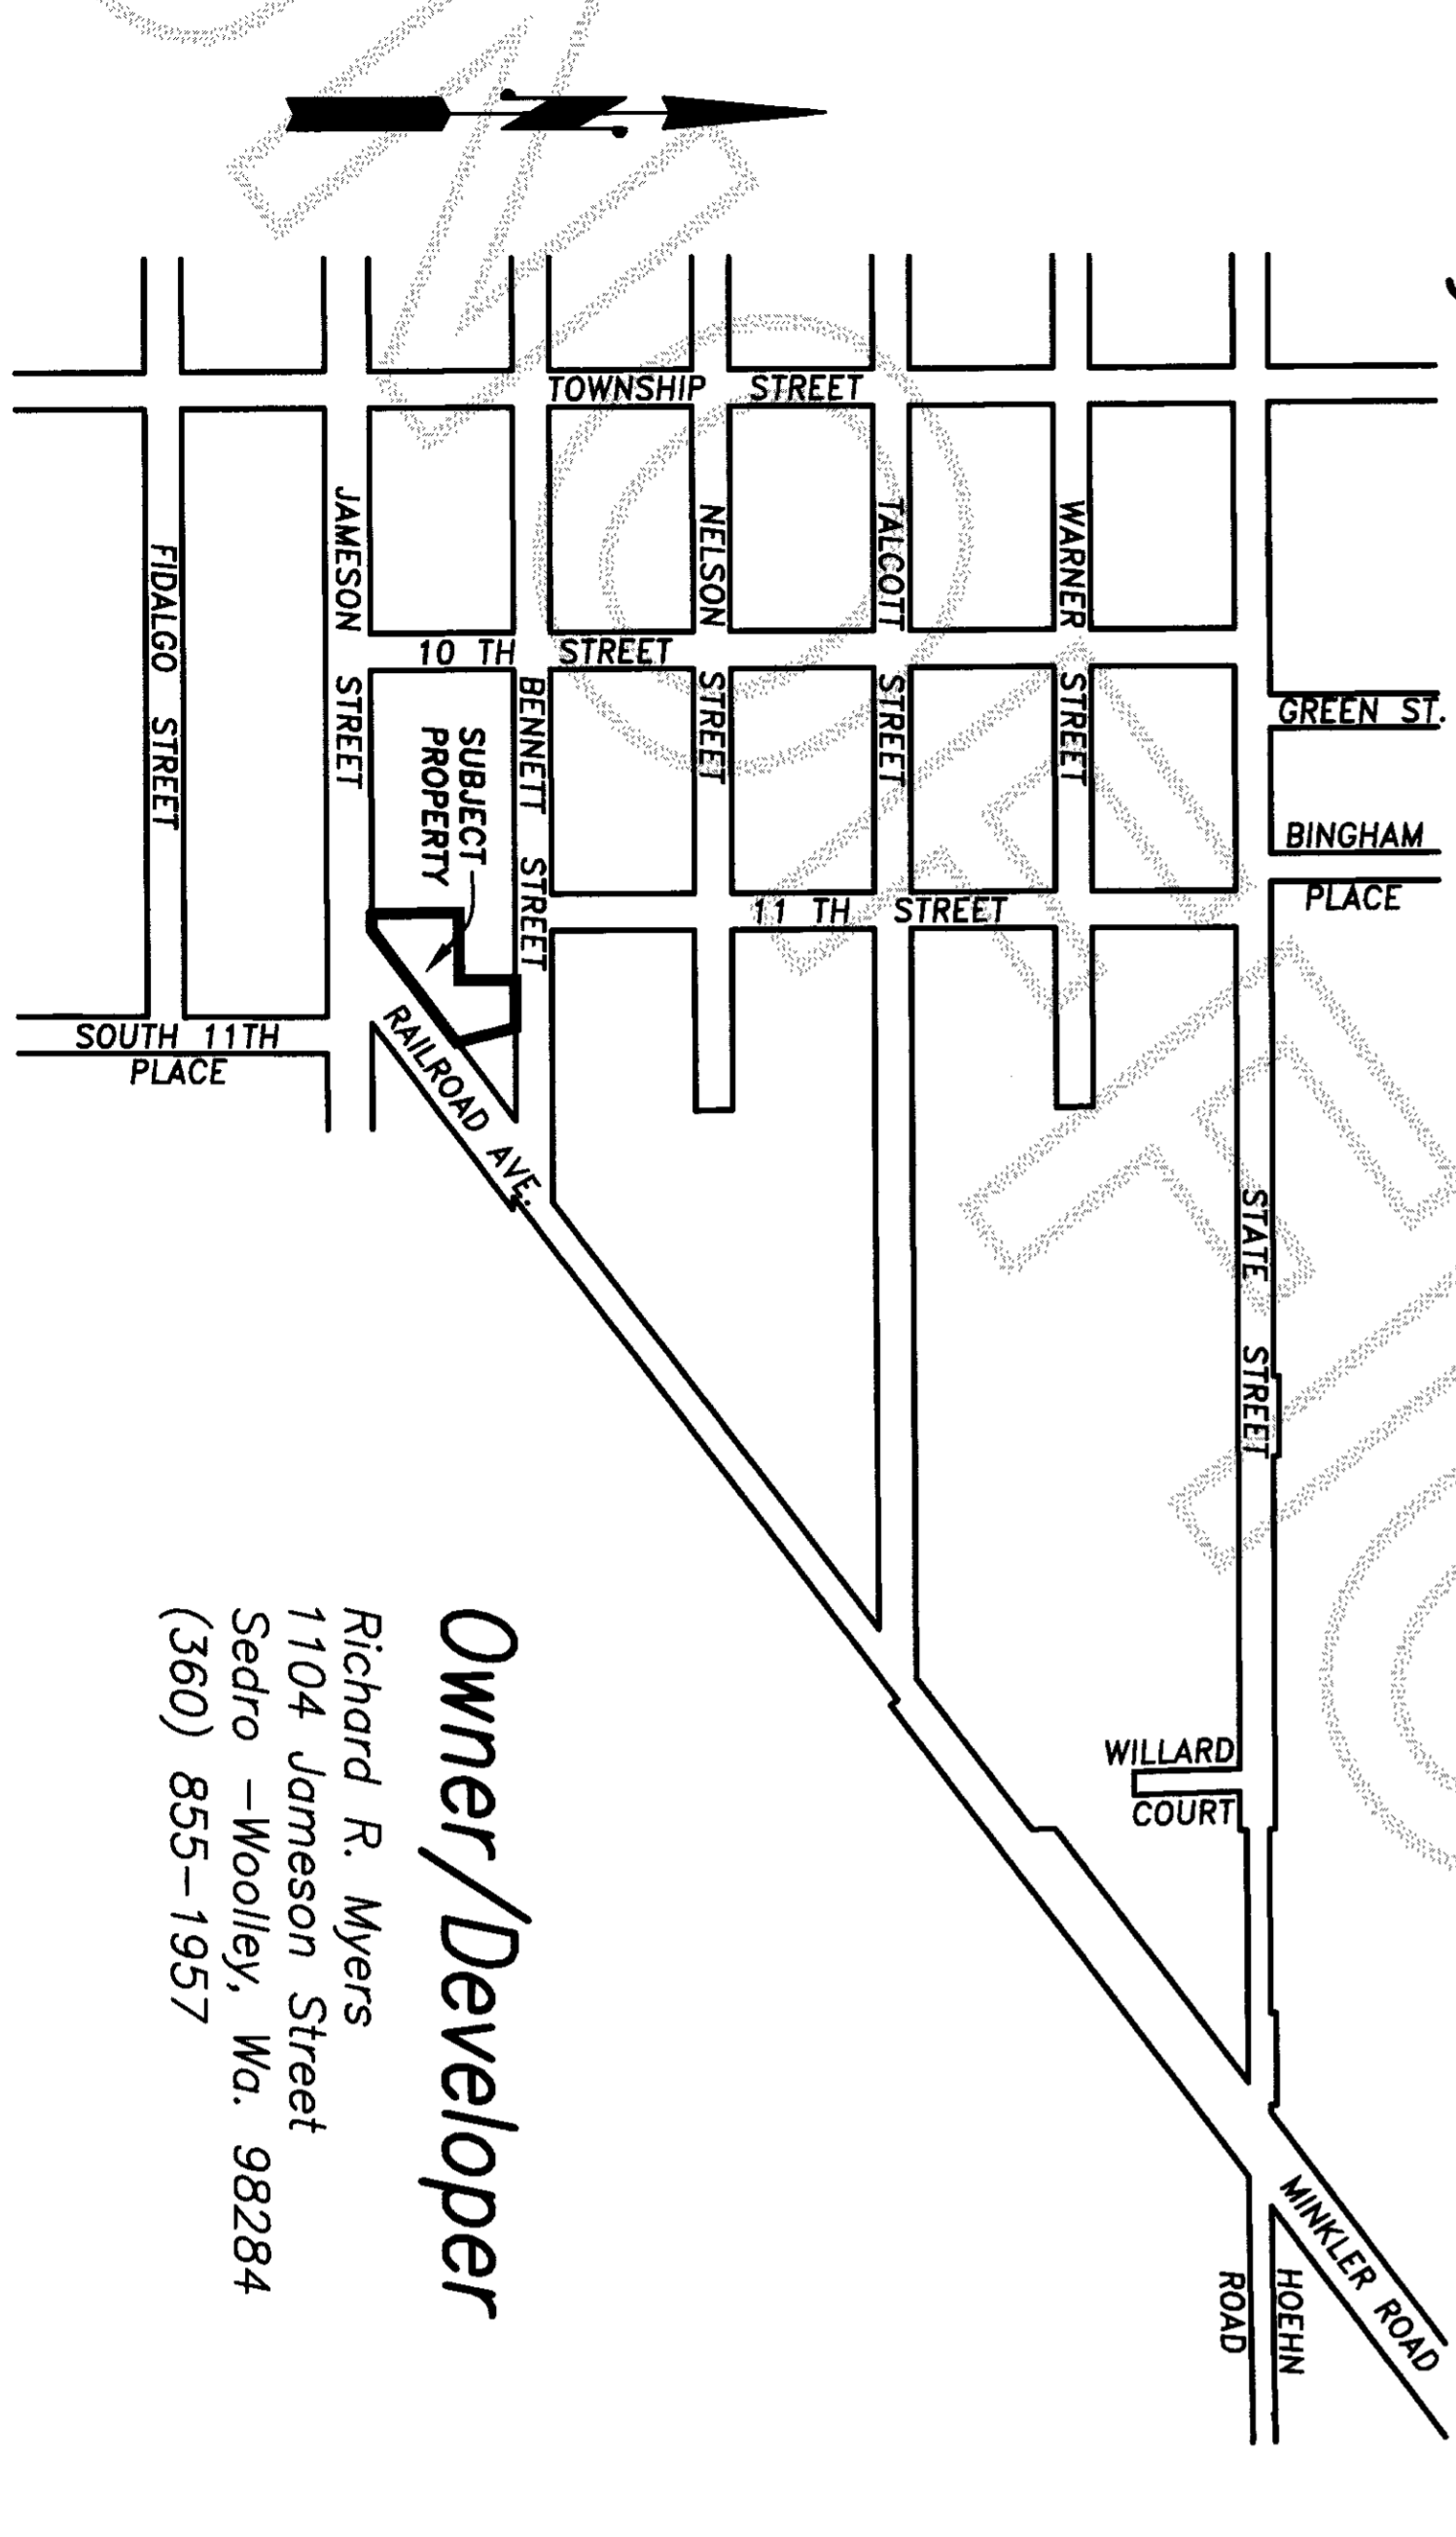 TOWNSHIP STREET
WARNER STREET
TALCOTT STREET
NELSON STREET
JAMESON STREET
FIDALGO STREET
10 TH STREET
BENNETT STREET
SUBJECT
PROPERTY
GREEN ST.
BINGHAM
PLACE
11 TH STREET
SOUTH 11TH
PLACE
RAILROAD AVE.
STATE STREET
WILLARD
COURT
MINKLER ROAD
HOEHN
ROAD
Owner/Developer
Richard R. Myers
1104 Jameson Street
Sedro -Woolley, Wa. 98284
(360) 855-1957